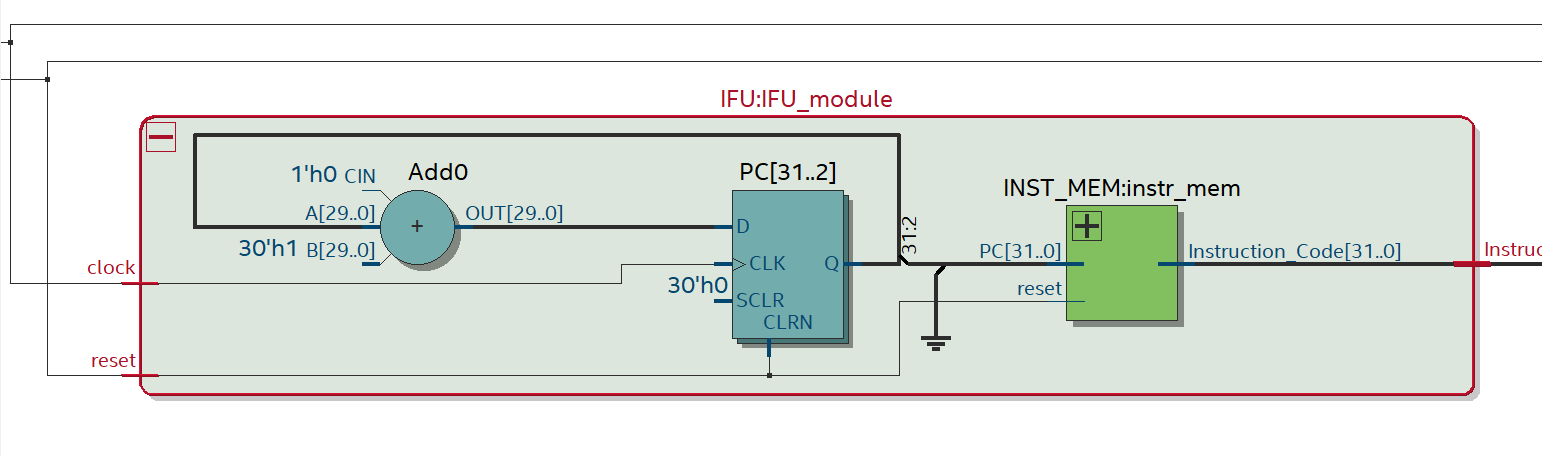 IFU:IFU_module
1'h0 CIN
Add0
PC[31..2]
INST_MEM:instr_mem
A[29..0]
OUT[29..0]
D
30'h1 B[29..0]
31:2
clock
CLK
Q
PC[31..0]
Instruction_Code[31..0]
30'h0
SCLR
reset
CLRN
reset